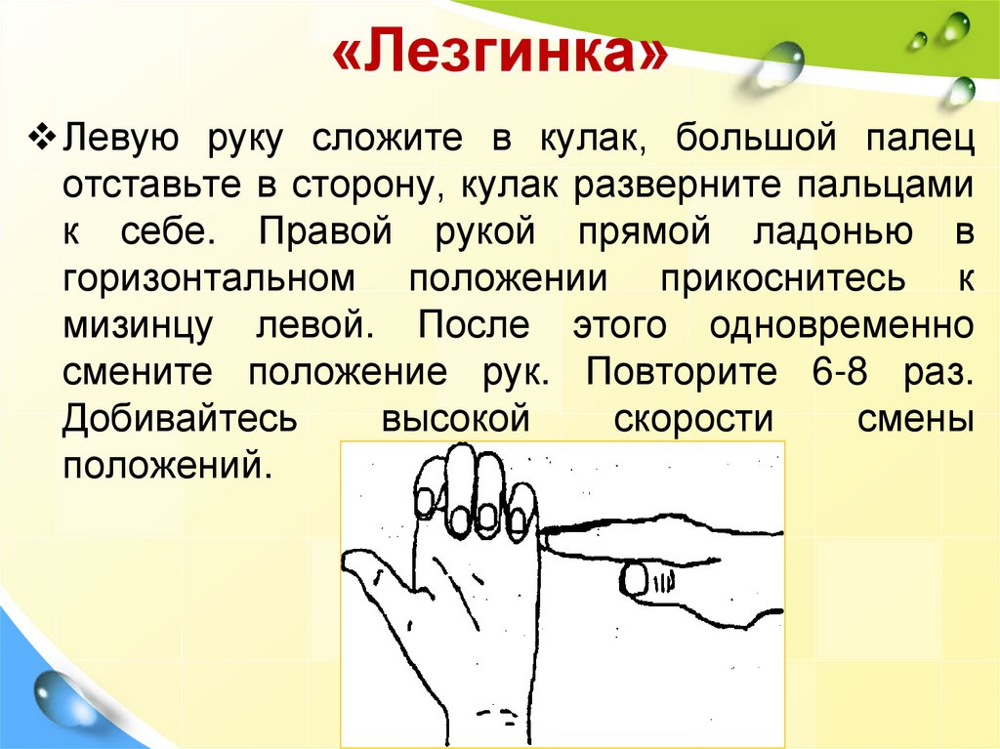 «Лезгинка»
❖Левую руку сложите в кулак, большой палец
отставьте в сторону, кулак разверните пальцами
к себе. Правой рукой прямой ладонью в
горизонтальном положении прикоснитесь к
мизинцу левой. После этого одновременно
смените положение рук. Повторите 6-8 раз.
Добивайтесь высокой скорости смены
положений.